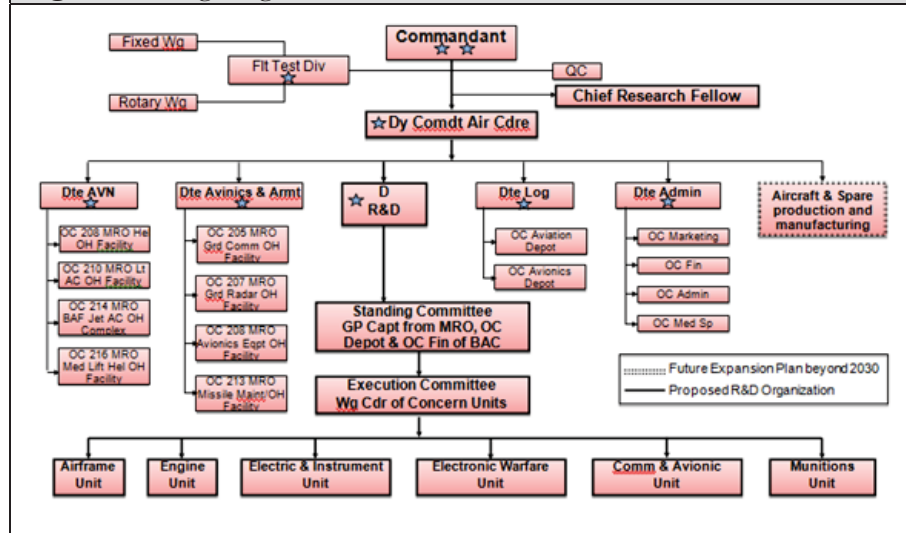 Commandant
Fixed Wg
Flt Test Div
QC
Rotary Wg
Chief Research Fellow
Dy Comdt Air Cdre
Dte AVN
OC 208 MRO Hel
OH Facility
OC 210 MRO Lt
AC OH Facility
OC 214 MRO
BAF Jet AC OH
Complex
OC 216 MRO
Med Lift Hel OH
Facility
Dte Avinics & Armt
OC 205 MRO
Grd Comm OH
Facility
OC 207 MRO
Grd Radar OH
Facility
OC 208 MRO
Avionics Eqpt OH
Facility
OC 213 MRO
Missile Maint/OH
Facility
D
R&D
Dte Log
OC Aviation
Depot
OC Avionics
Depot
Dte Admin
OC Marketing
OC Fin
OC Admin
OC Med Sp
Aircraft & Spare
production and
manufacturing
Standing Committee
GP Capt from MRO, OC
Depot & OC Fin of BAC
Execution Committee
Wg Cdr of Concern Units
Future Expansion Plan beyond 2030
Proposed R&D Organization
Airframe
Unit
Engine
Unit
Electric & Instrument
Unit
Electronic Warfare
Unit
Comm & Avionic
Unit
Munitions
Unit